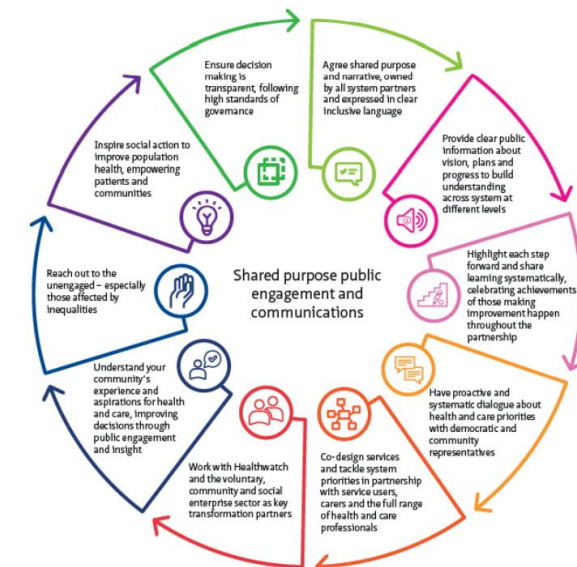 Agree shared purpose
and narrative, owned
by all system partners
and expressed in clear
inclusive language
Provide clear public
information about
vision, plans and
progress to build
understanding
across system at
different levels
Highlight each step
forward and share
learning systematically,
celebrating achievements
of those making
improvement happen
throughout the
partnership
Have proactive and
systematic dialogue about
health and care priorities
with democratic and
community
representatives
Co-design services
and tackle system
priorities in partnership
with service users,
carers and the full range
of health and care
professionals
Work with Healthwatch
and the voluntary,
community and social
enterprise sector as key
transformation partners
Understand your
community's
experience and
aspirations for health
and care, improving
decisions through
public engagement
and insight
Reach out to the
unengaged – especially
those affected by
inequalities
Inspire social action to
improve population
health, empowering
patients and
communities
Ensure decision
making is
transparent, following
high standards of
governance
Shared purpose public
engagement and
communications